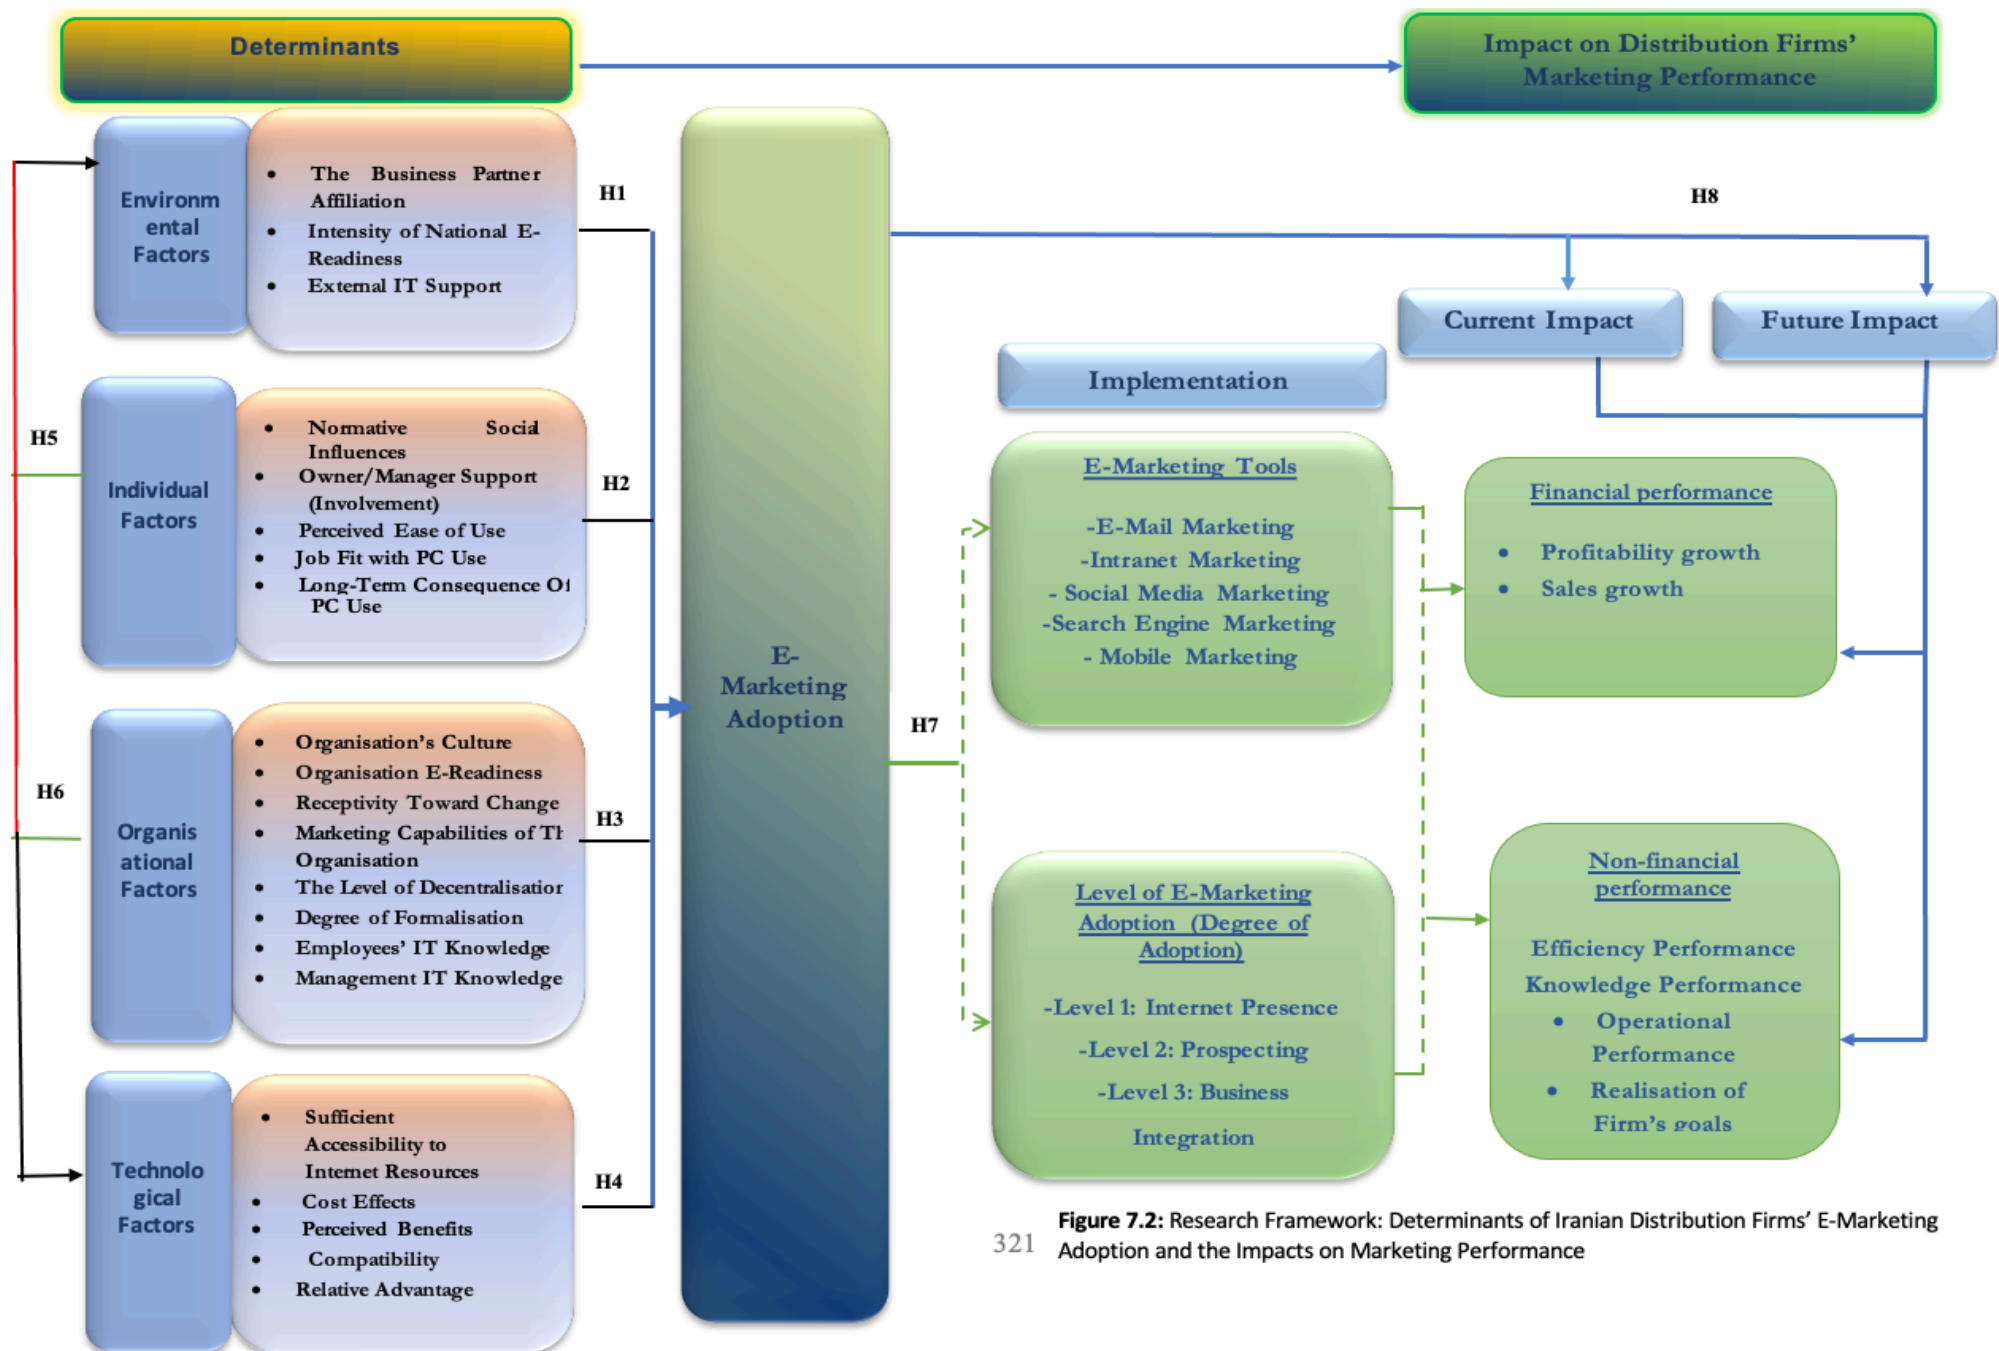 Determinants
Impact on Distribution Firms’
Marketing Performance
Environm
ental
Factors
• The Business Partner
Affiliation
• Intensity of National E-
Readiness
• External IT Support
H1
H8
Current Impact
Future Impact
Implementation
H5
Individual
Factors
• Normative Social
Influences
• Owner/Manager Support
(Involvement)
• Perceived Ease of Use
• Job Fit with PC Use
• Long-Term Consequence Of
PC Use
H2
E-Marketing Tools
-E-Mail Marketing
-Intranet Marketing
- Social Media Marketing
-Search Engine Marketing
- Mobile Marketing
Financial performance
• Profitability growth
• Sales growth
E-
Marketing
Adoption
H7
H6
Organis
ational
Factors
• Organisation’s Culture
• Organisation E-Readiness
• Receptivity Toward Change
• Marketing Capabilities of Th
Organisation
• The Level of Decentralisation
• Degree of Formalisation
• Employees’ IT Knowledge
• Management IT Knowledge
H3
Level of E-Marketing
Adoption (Degree of
Adoption)
-Level 1: Internet Presence
-Level 2: Prospecting
-Level 3: Business
Integration
Non-financial
performance
Efficiency Performance
Knowledge Performance
• Operational
Performance
• Realisation of
Firm’s goals
Technolo
gical
Factors
• Sufficient
Accessibility to
Internet Resources
• Cost Effects
• Perceived Benefits
• Compatibility
• Relative Advantage
H4
321
Figure 7.2: Research Framework: Determinants of Iranian Distribution Firms’ E-Marketing
Adoption and the Impacts on Marketing Performance